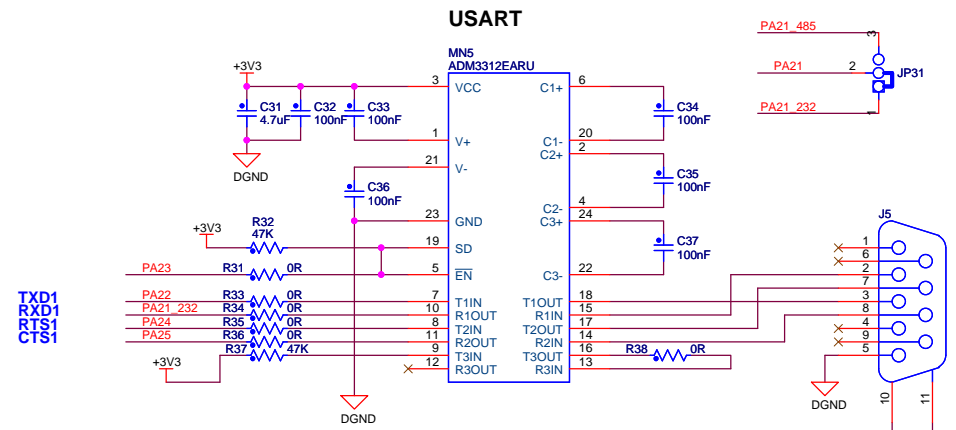 USART
PA21_485
3
PA21
2
JP31
PA21_232
1
MN5
ADM3312EARU
+3V3
C31
4.7uF
C32
100nF
C33
100nF
DGND
3
VCC
C1+
6
C34
100nF
1
V+
C1-
20
21
V-
C2+
2
C36
100nF
C35
100nF
C2-
4
23
GND
C3+
24
+3V3
R32
47K
19
SD
C37
100nF
PA23
R31
0R
5
EN
C3-
22
TXD1
PA22
R33
0R
7
T1IN
T1OUT
18
RXD1
PA21_232
R34
0R
10
R1OUT
R1IN
15
RTS1
PA24
R35
0R
8
T2IN
T2OUT
17
CTS1
PA25
R36
0R
11
R2OUT
R2IN
14
+3V3
R37
47K
9
T3IN
T3OUT
16
R38
0R
12
R3OUT
R3IN
13
DGND
J5
1
6
2
7
3
8
4
9
5
DGND
10
11